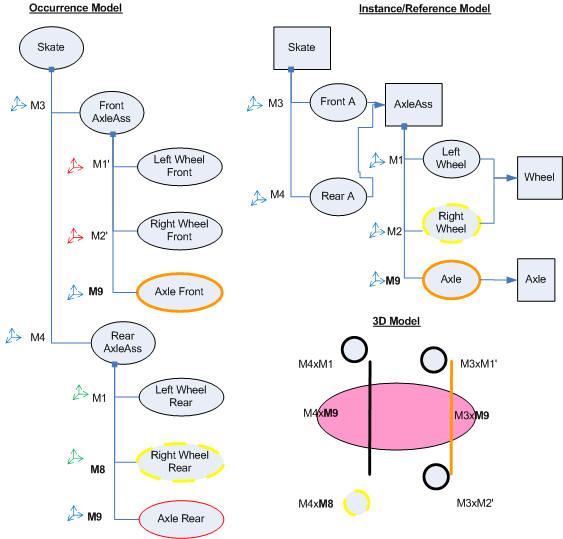 Occurrence Model
Skate
M3
Front
AxleAss
M1'
Left Wheel
Front
M2'
Right Wheel
Front
M9
Axle Front
M4
Rear
AxleAss
M1
Left Wheel
Rear
M8
Right Wheel
Rear
M9
Axle Rear
Instance/Reference Model
Skate
M3
Front A
AxleAss
M1
Left
Wheel
Wheel
M4
Rear A
M2
Right
Wheel
M9
Axle
Axle
3D Model
M4xM1
M3xM1'
M4xM9
M3xM9
M4xM8
M3xM2'